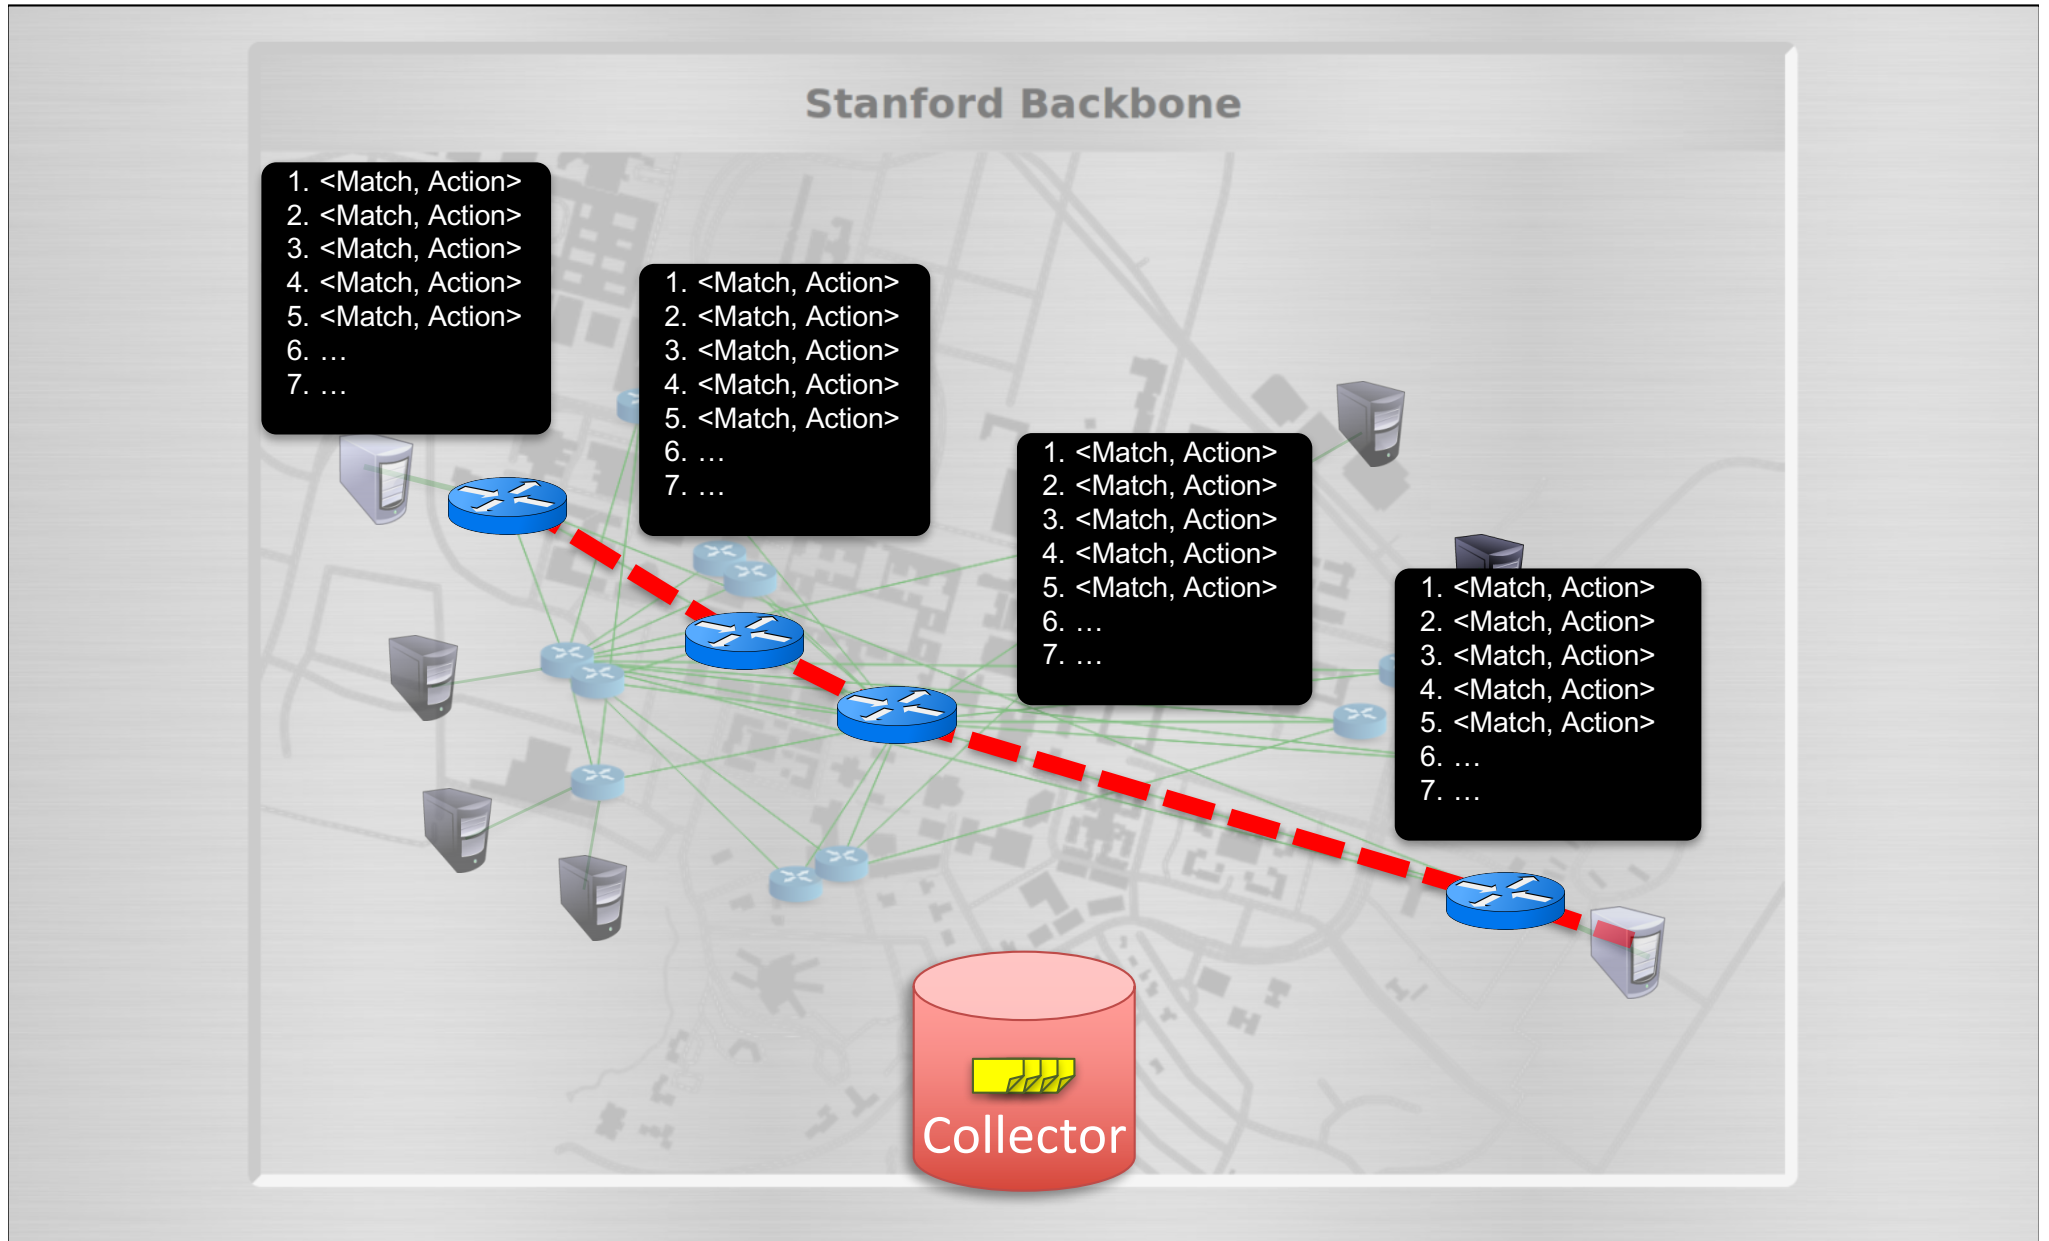 Stanford Backbone
1. <Match, Action>
2. <Match, Action>
3. <Match, Action>
4. <Match, Action>
5. <Match, Action>
6. …
7. …
1. <Match, Action>
2. <Match, Action>
3. <Match, Action>
4. <Match, Action>
5. <Match, Action>
6. …
7. …
1. <Match, Action>
2. <Match, Action>
3. <Match, Action>
4. <Match, Action>
5. <Match, Action>
6. …
7. …
1. <Match, Action>
2. <Match, Action>
3. <Match, Action>
4. <Match, Action>
5. <Match, Action>
6. …
7. …
Collector